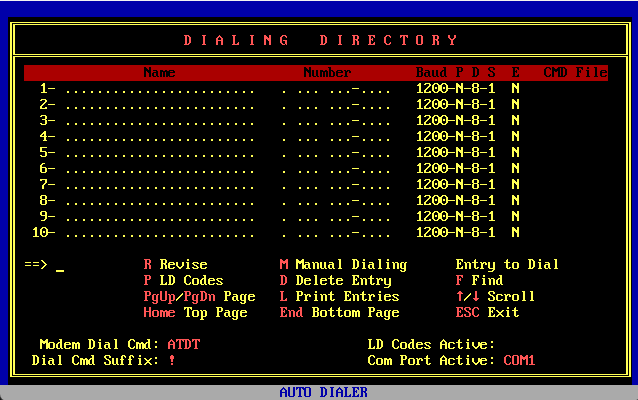 DIALING DIRECTORY
Name Number Baud P D S E CMD File
1- ........................ . ... ...-.... 1200-N-8-1 N
2- ........................ . ... ...-.... 1200-N-8-1 N
3- ........................ . ... ...-.... 1200-N-8-1 N
4- ........................ . ... ...-.... 1200-N-8-1 N
5- ........................ . ... ...-.... 1200-N-8-1 N
6- ........................ . ... ...-.... 1200-N-8-1 N
7- ........................ . ... ...-.... 1200-N-8-1 N
8- ........................ . ... ...-.... 1200-N-8-1 N
9- ........................ . ... ...-.... 1200-N-8-1 N
10- ........................ . ... ...-.... 1200-N-8-1 N
==> _ R Revise M Manual Dialing Entry to Dial
P LD Codes D Delete Entry F Find
PgUp/PgDn Page L Print Entries ↑/↓ Scroll
Home Top Page End Bottom Page ESC Exit
Modem Dial Cmd: ATDT LD Codes Active:
Dial Cmd Suffix: ! Com Port Active: COM1
AUTO DIALER